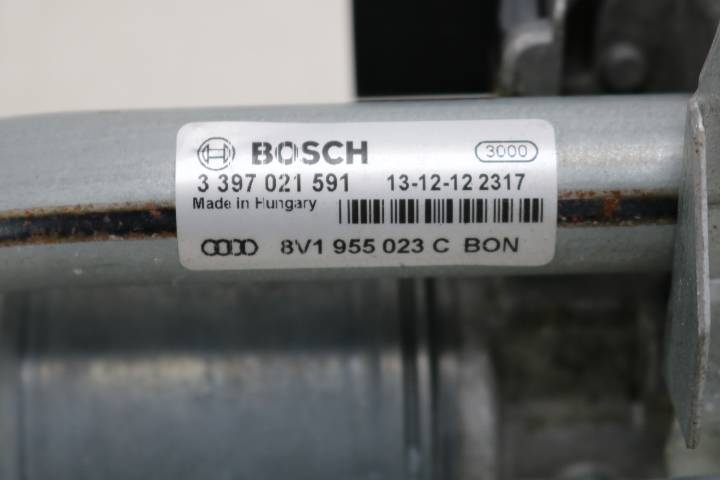 BOSCH 3000
3 397 021 591 13-12-12 2317
Made in Hungary
8V1 955 023 C BON